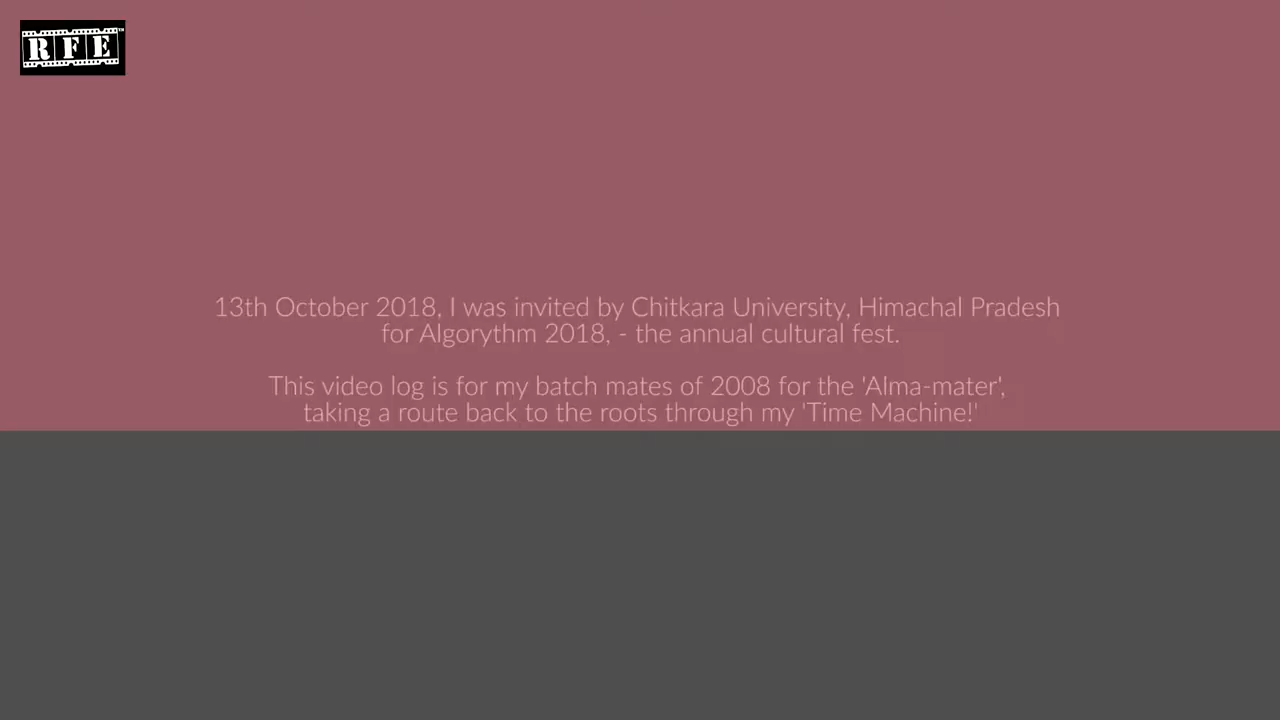 RFE
13th October 2018, I was invited by Chitkara University, Himachal Pradesh
for Algorythm 2018, - the annual cultural fest.
This video log is for my batch mates of 2008 for the 'Alma-mater',
taking a route back to the roots through my 'Time Machine!'